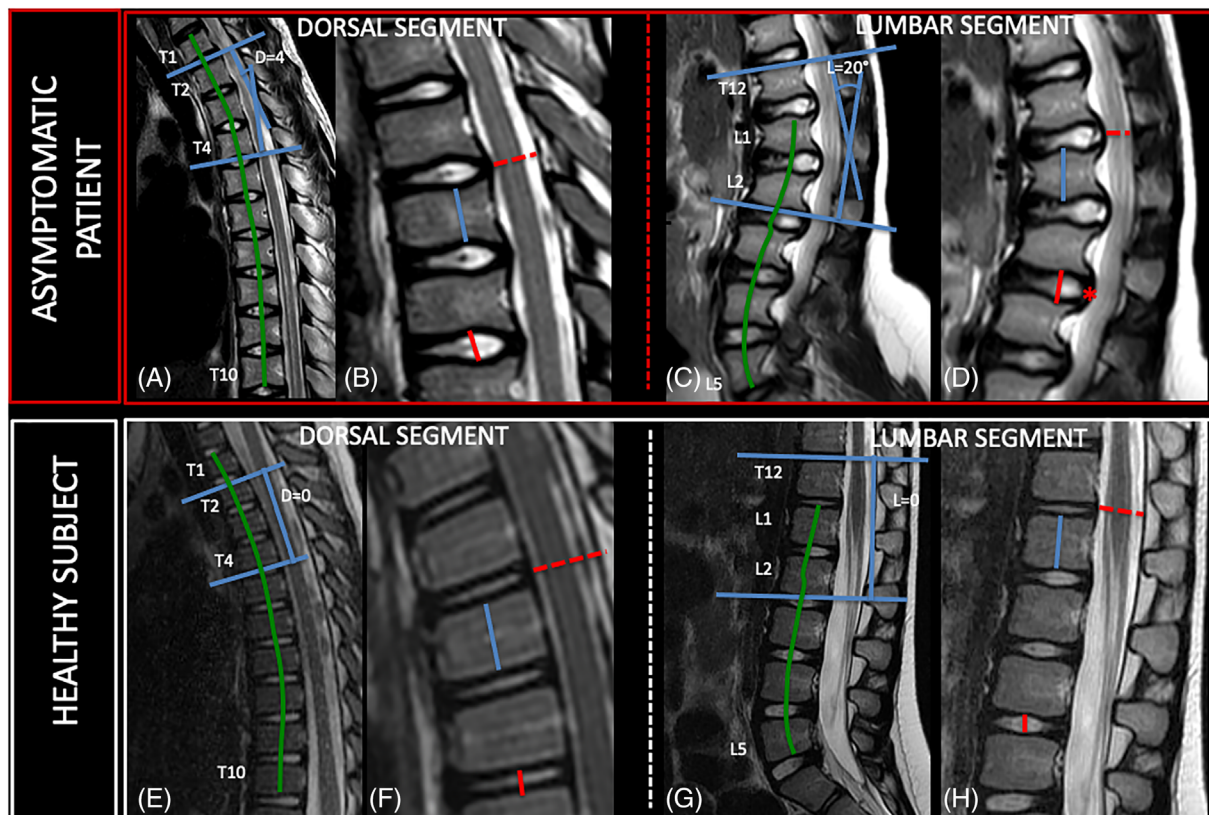 ASYMPTOMATIC
PATIENT
DORSAL SEGMENT
T1
D=4
T2
T4
T10
(A)
(B)
LUMBAR SEGMENT
L=20°
T12
L1
L2
L5
(C)
(D)
*
HEALTHY SUBJECT
DORSAL SEGMENT
T1
D=0
T2
T4
T10
(E)
(F)
LUMBAR SEGMENT
T12
L=0
L1
L2
L5
(G)
(H)